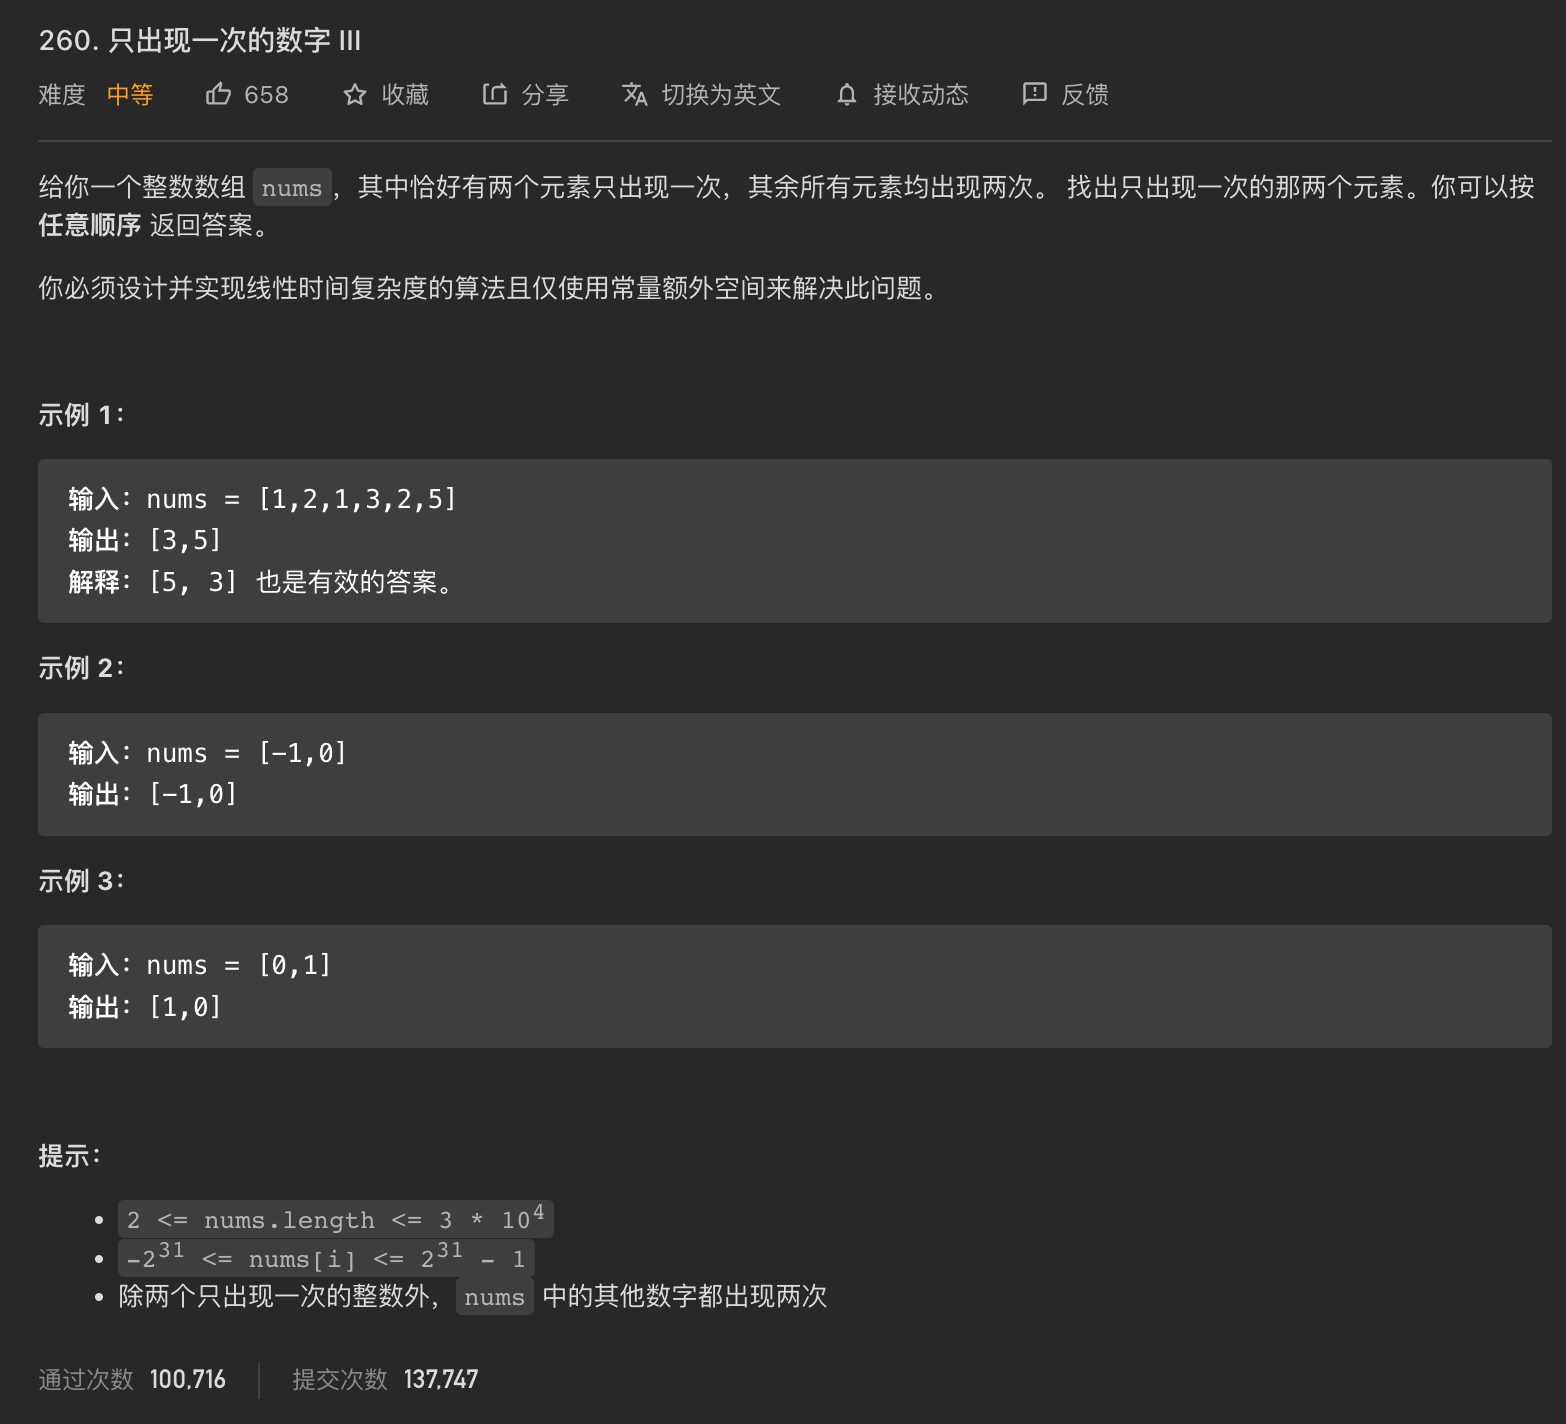 260. 只出现一次的数字 III
难度 中等 658 收藏 分享 切换为英文 接收动态 反馈
给你一个整数数组 nums，其中恰好有两个元素只出现一次，其余所有元素均出现两次。 找出只出现一次的那两个元素。你可以按
任意顺序 返回答案。
你必须设计并实现线性时间复杂度的算法且仅使用常量额外空间来解决此问题。
示例 1：
输入：nums = [1,2,1,3,2,5]
输出：[3,5]
解释：[5, 3] 也是有效的答案。
示例 2：
输入：nums = [-1,0]
输出：[-1,0]
示例 3：
输入：nums = [0,1]
输出：[1,0]
提示：
2 <= nums.length <= 3 * 10⁴
-2³¹ <= nums[i] <= 2³¹ - 1
除两个只出现一次的整数外，nums 中的其他数字都出现两次
通过次数 100,716 提交次数 137,747